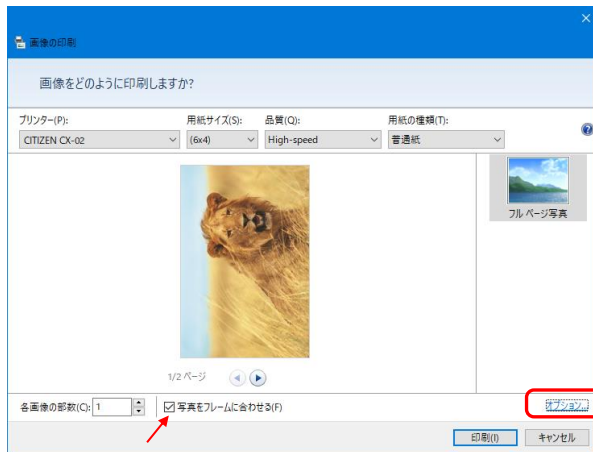 画像の印刷
画像をどのように印刷しますか?
プリンター(P): 用紙サイズ(S): 品質(Q): 用紙の種類(T):
CITIZEN CX-02 (6x4) High-speed 普通紙
フル ページ写真
1/2 ページ
各画像の部数(C): 1 写真をフレームに合わせる(F) オプション...
印刷(I) キャンセル